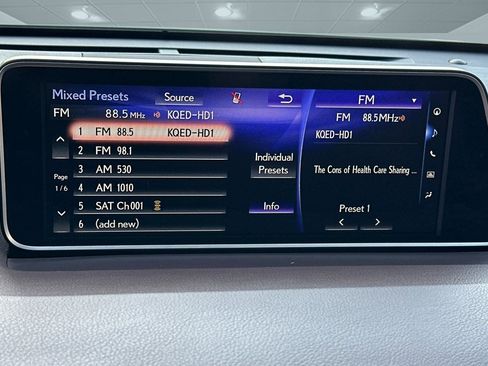 Mixed Presets Source FM
FM 88.5 MHz KQED-HD1
FM 88.5MHz
1 FM 88.5 KQED-HD1
KQED-HD1
2 FM 98.1
3 AM 530
Individual
Presets
The Cons of Health Care Sharing ...
Page
1/6
4 AM 1010
5 SAT Ch001
Info
Preset 1
6 (add new)